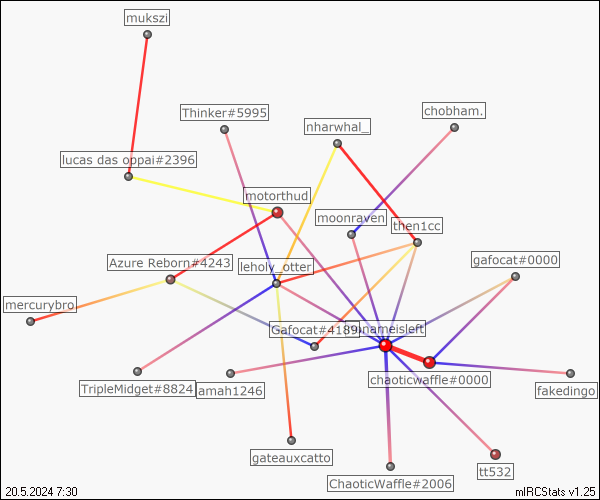 mukszi
Thinker#5995
chobham.
nharwhal_
lucas das oppai#2396
motorthud
moonraven
then1cc
Azure Reborn#4243
leholy_otter
gafocat#0000
mercurybro
Gafocat#4189
chaoticwaffle#0000
TripleMidget#8824
amah1246
fakedingo
gateauxcatto
ChaoticWaffle#2006
tt532
20.5.2024 7:30
mIRCStats v1.25